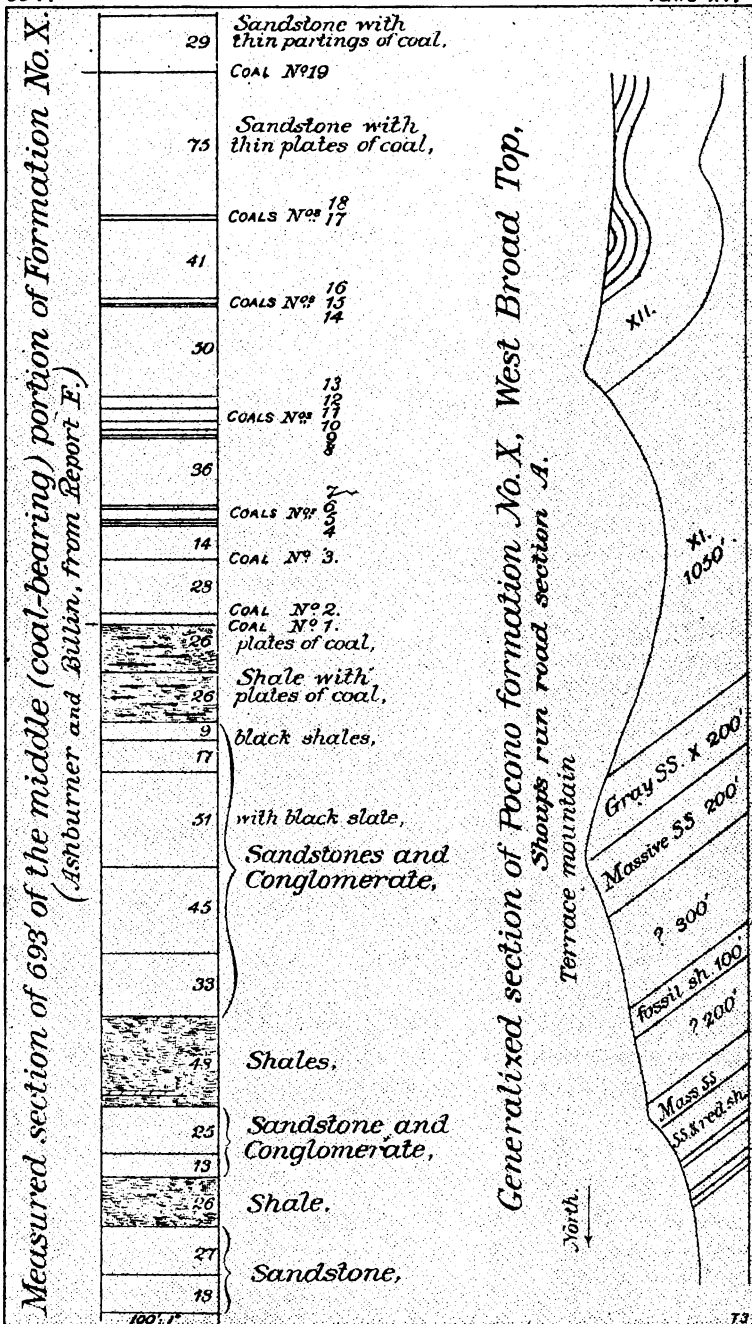 Measured section of 693' of the middle (coal-bearing) portion of Formation No. X.
(Ashburner and Billin, from Report F.)
29
Sandstone with
thin partings of coal,
COAL No 19
75
Sandstone with
thin plates of coal,
18
COALS Nos 17
41
16
COALS Nos 15
14
50
13
12
COALS Nos 11
10
9
8
36
7
COALS Nos 6
5
4
14
COAL No 3.
28
COAL No 2.
COAL No 1.
26
plates of coal,
Shale with
26
plates of coal,
9
black shales,
17
51
with black slate,
Sandstones and
Conglomerate,
45
33
Shales,
25
Sandstone and
Conglomerate,
13
26
Shale.
27
Sandstone,
18
100':1"
Generalized section of Pocono formation No. X, West Broad Top,
Shoups run road section A.
Terrace mountain
North.
XII.
XI.
1050'
Gray SS. X 200'
Massive SS 200'
? 300'
fossil sh. 100'
? 200'
Mass SS
SS. & red sh.